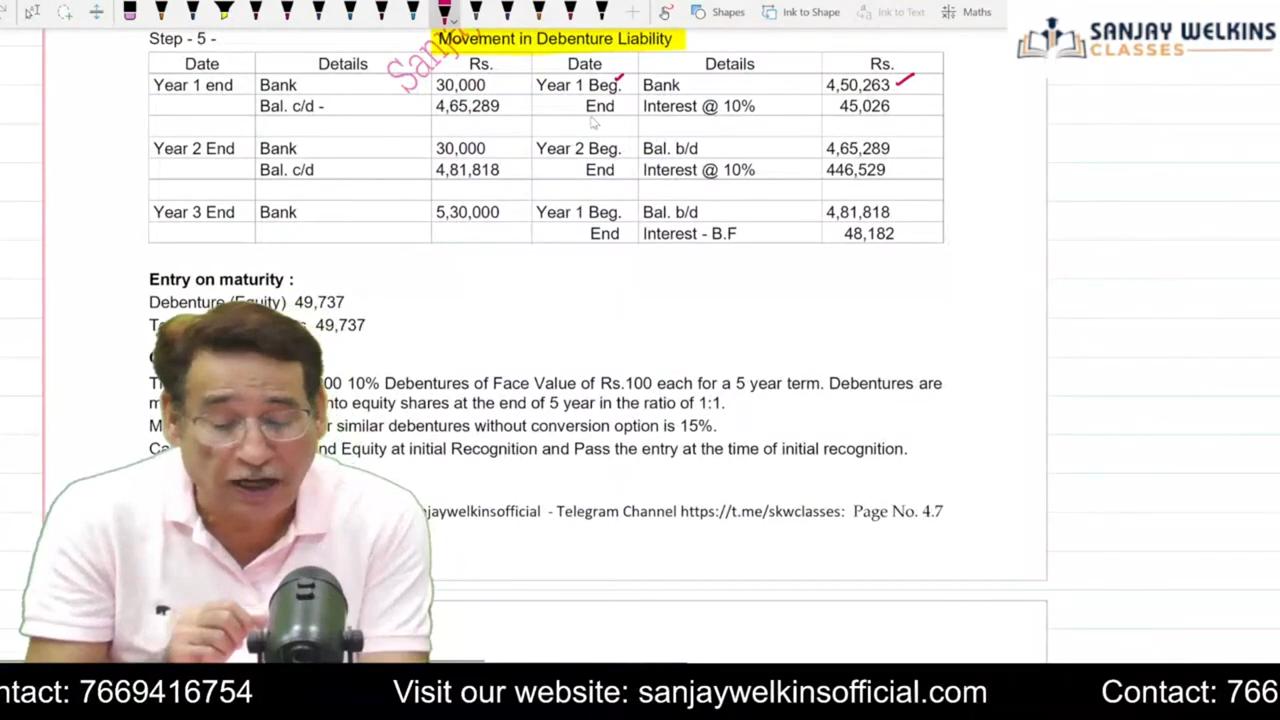 Shapes Ink to Shape Ink to Text Maths
SANJAY WELKINS
CLASSES
Step - 5 - Movement in Debenture Liability
Date Details Rs. Date Details Rs.
Year 1 end Bank 30,000 Year 1 Beg. Bank 4,50,263
Bal. c/d - 4,65,289 End Interest @ 10% 45,026
Year 2 End Bank 30,000 Year 2 Beg. Bal. b/d 4,65,289
Bal. c/d 4,81,818 End Interest @ 10% 446,529
Year 3 End Bank 5,30,000 Year 1 Beg. Bal. b/d 4,81,818
End Interest - B.F 48,182
Entry on maturity :
Debenture (Equity) 49,737
49,737
00 10% Debentures of Face Value of Rs.100 each for a 5 year term. Debentures are
nto equity shares at the end of 5 year in the ratio of 1:1.
r similar debentures without conversion option is 15%.
nd Equity at initial Recognition and Pass the entry at the time of initial recognition.
njaywelkinsofficial - Telegram Channel https://t.me/skwclasses: Page No. 4.7
ntact: 7669416754 Visit our website: sanjaywelkinsofficial.com Contact: 766